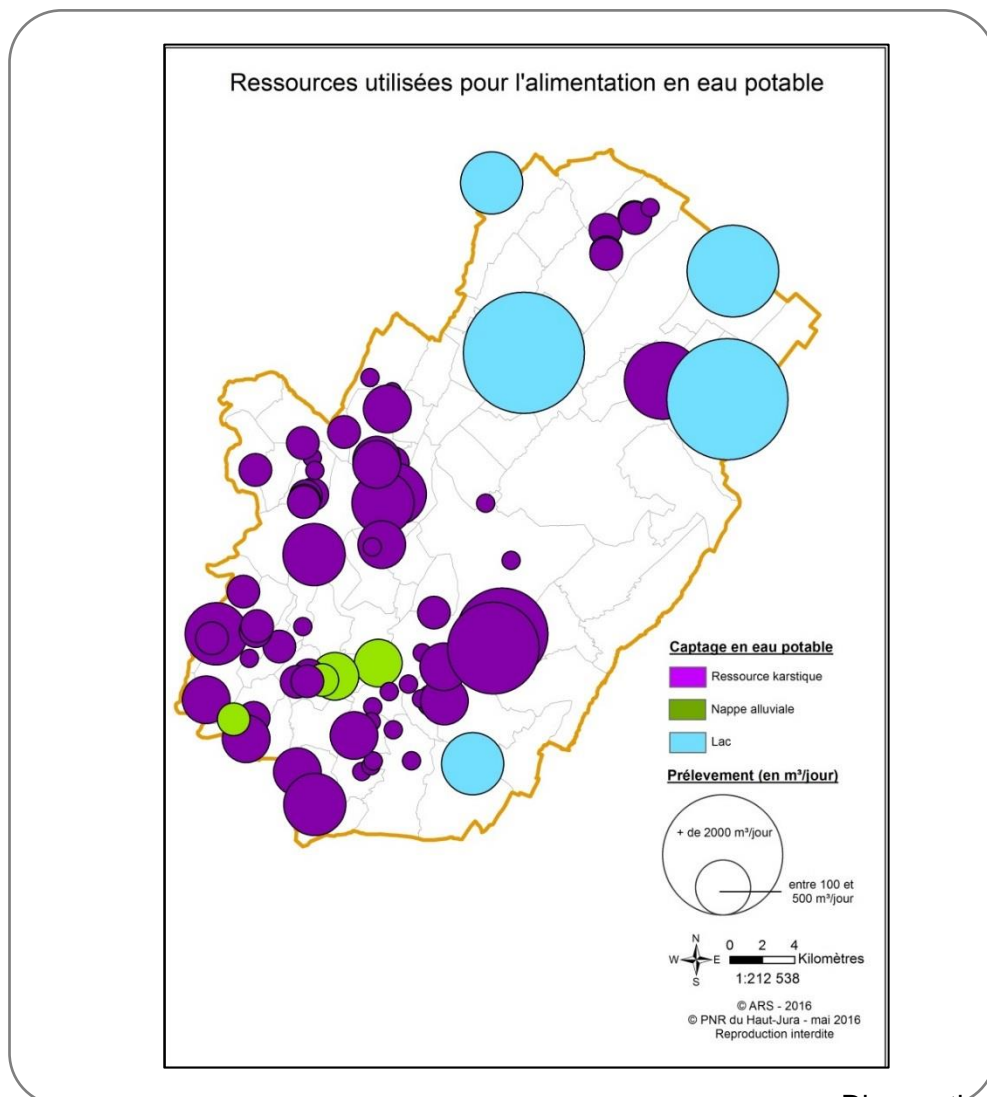 Ressources utilisées pour l'alimentation en eau potable
Captage en eau potable
Ressource karstique
Nappe alluviale
Lac
Prélevement (en m³/jour)
+ de 2000 m³/jour
entre 100 et
500 m³/jour
N
W E
S
0 2 4
Kilomètres
1:212 538
© ARS - 2016
© PNR du Haut-Jura - mai 2016
Reproduction interdite